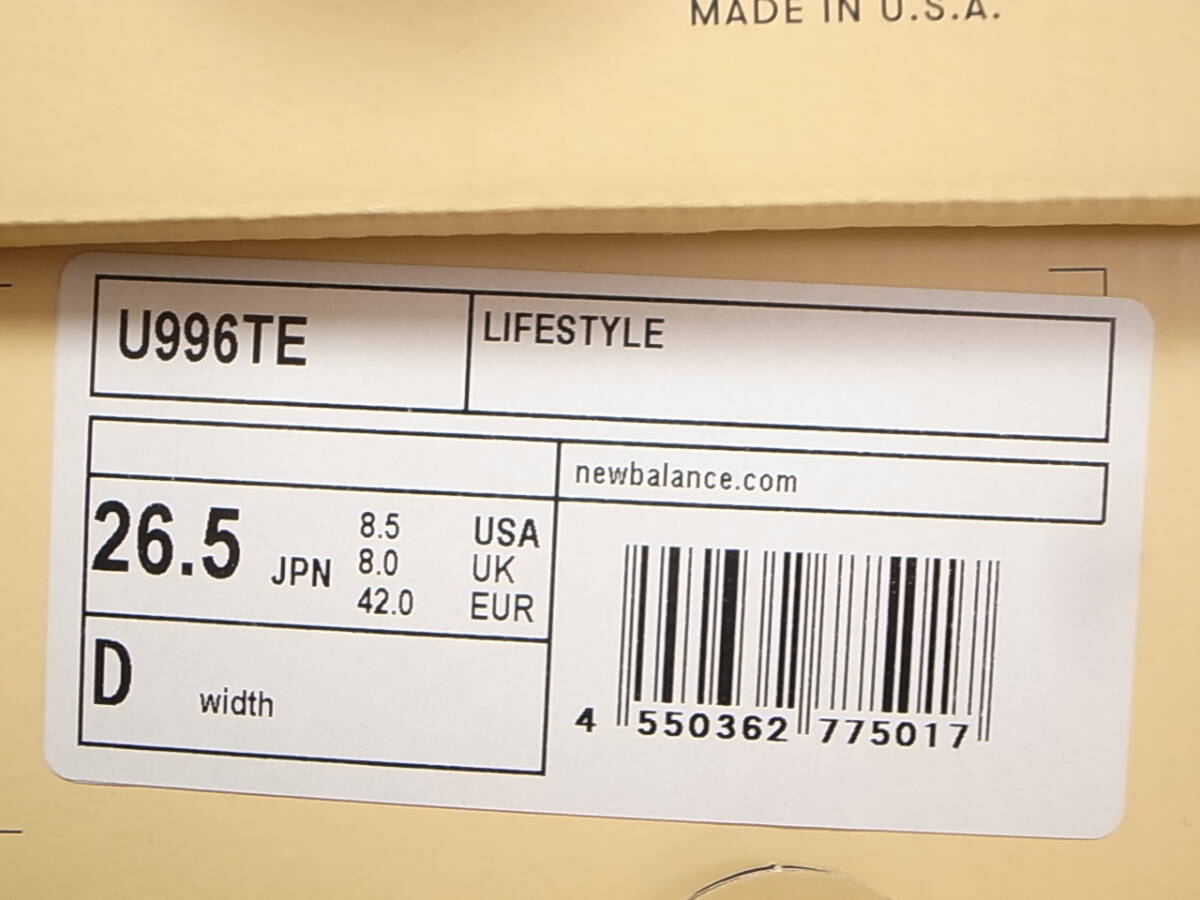 MADE IN U.S.A.
U996TE
LIFESTYLE
newbalance.com
26.5 JPN
8.5 USA
8.0 UK
42.0 EUR
D width
4 550362 775017